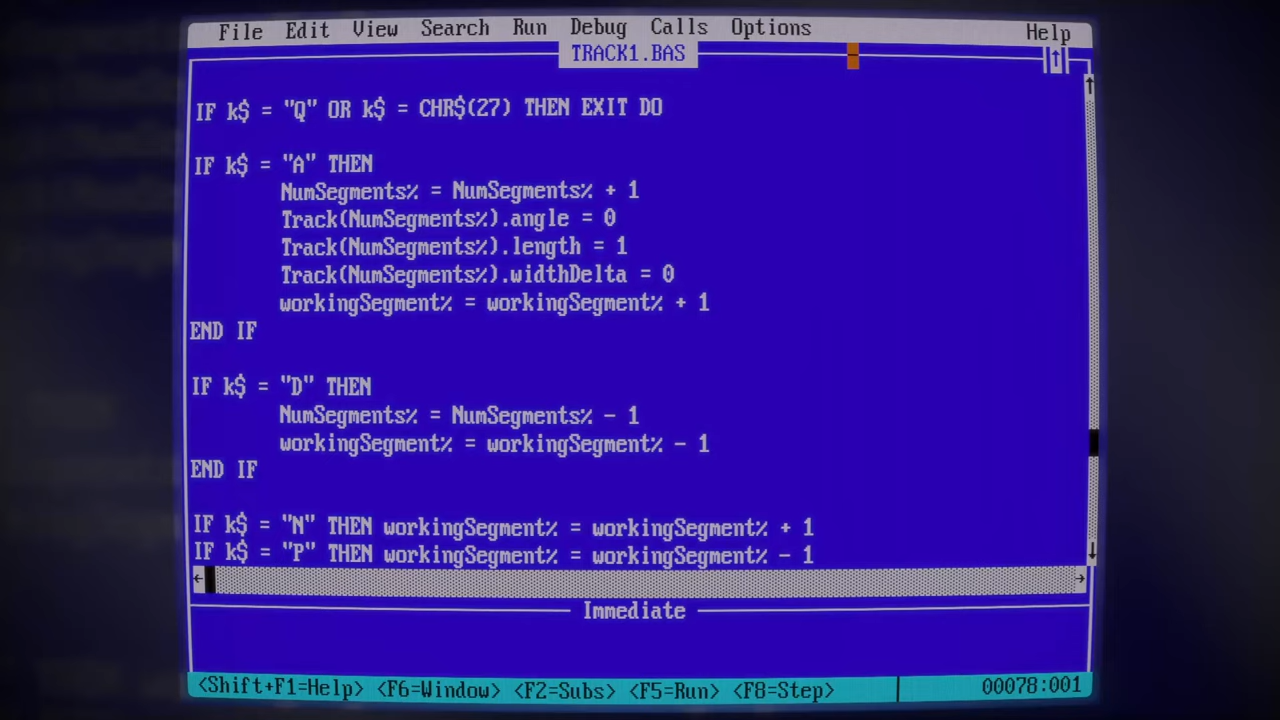 File Edit View Search Run Debug Calls Options Help
TRACK1.BAS
IF k$ = "Q" OR k$ = CHR$(27) THEN EXIT DO
IF k$ = "A" THEN
NumSegments% = NumSegments% + 1
Track(NumSegments%).angle = 0
Track(NumSegments%).length = 1
Track(NumSegments%).widthDelta = 0
workingSegment% = workingSegment% + 1
END IF
IF k$ = "D" THEN
NumSegments% = NumSegments% - 1
workingSegment% = workingSegment% - 1
END IF
IF k$ = "N" THEN workingSegment% = workingSegment% + 1
IF k$ = "P" THEN workingSegment% = workingSegment% - 1
Immediate
<Shift+F1=Help> <F6=Window> <F2=Subs> <F5=Run> <F8=Step> 00078:001